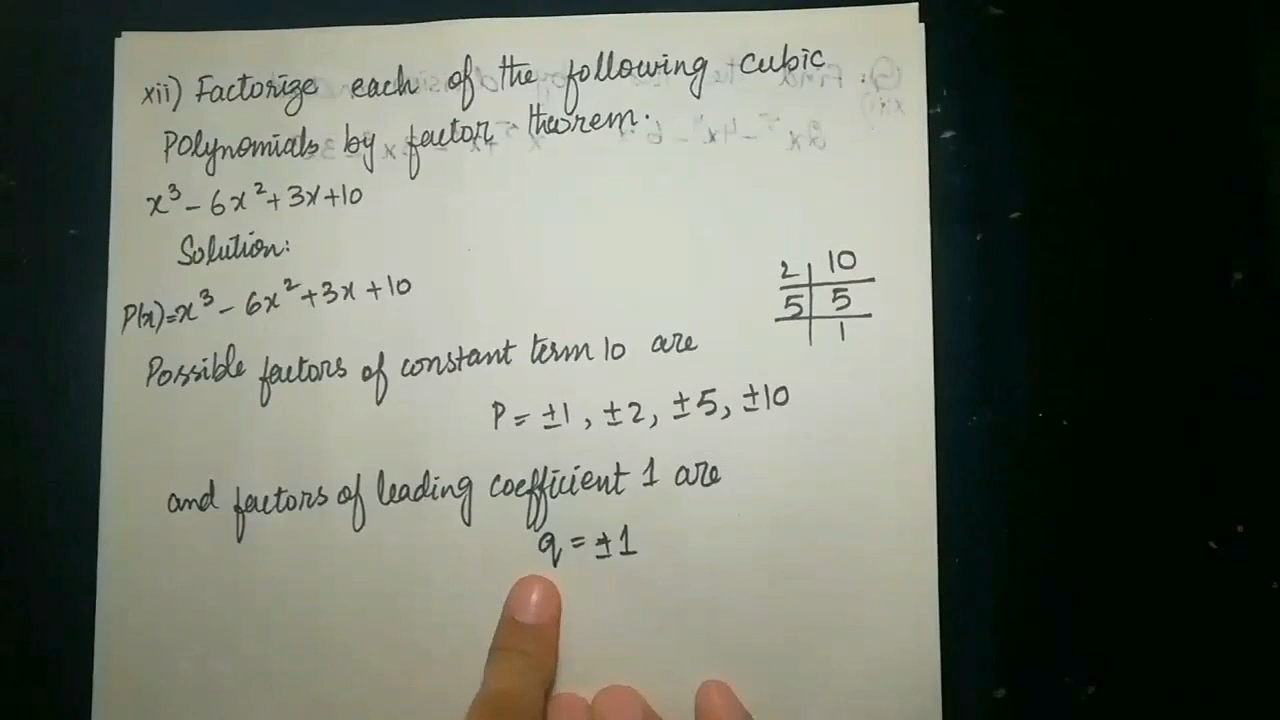 xii) Factorize each of the following cubic
Polynomials by factor theorem.
x³ - 6x² + 3x + 10
Solution:
P(x) = x³ - 6x² + 3x + 10
2 | 10
5 | 5
| 1
Possible factors of constant term 10 are
P = ±1, ±2, ±5, ±10
and factors of leading coefficient 1 are
q = ±1